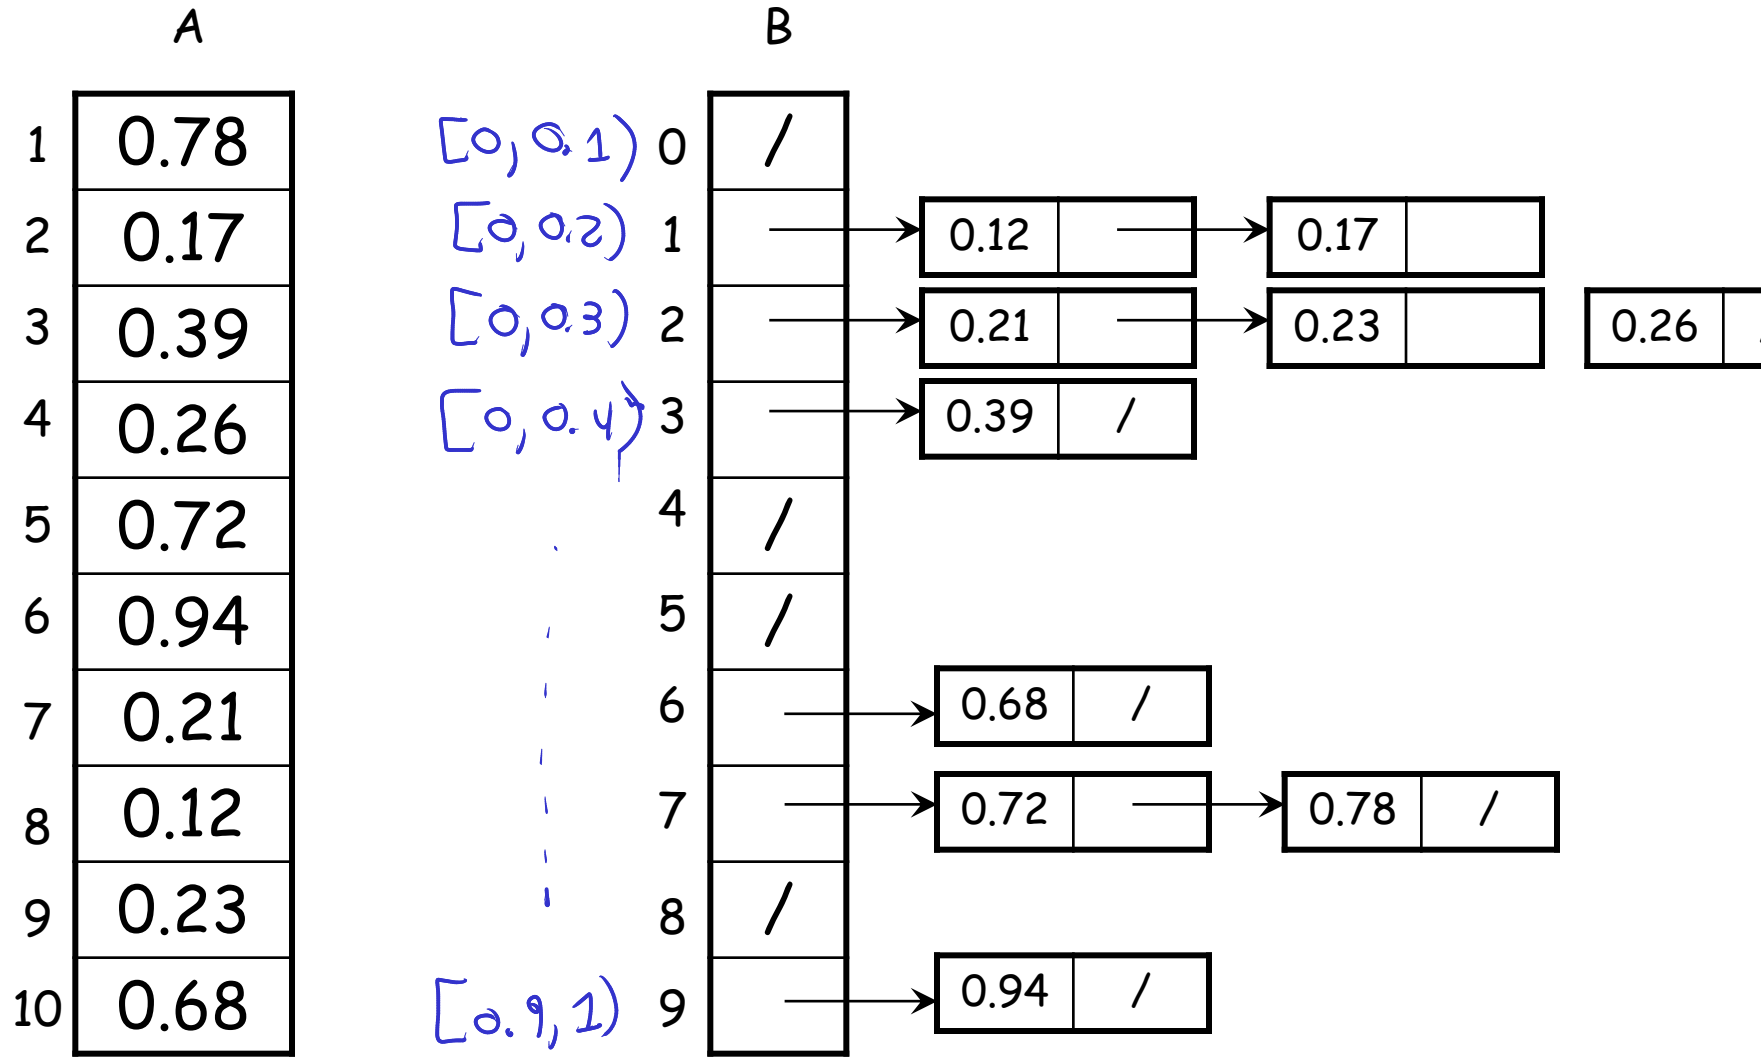 A B
1 0.78 [0, 0.1) 0 /
2 0.17 [0, 0.2) 1 0.12 0.17
3 0.39 [0, 0.3) 2 0.21 0.23 0.26
4 0.26 [0, 0.4) 3 0.39 /
5 0.72 4 /
6 0.94 5 /
7 0.21 6 0.68 /
8 0.12 7 0.72 0.78 /
9 0.23 8 /
10 0.68 [0.9, 1) 9 0.94 /